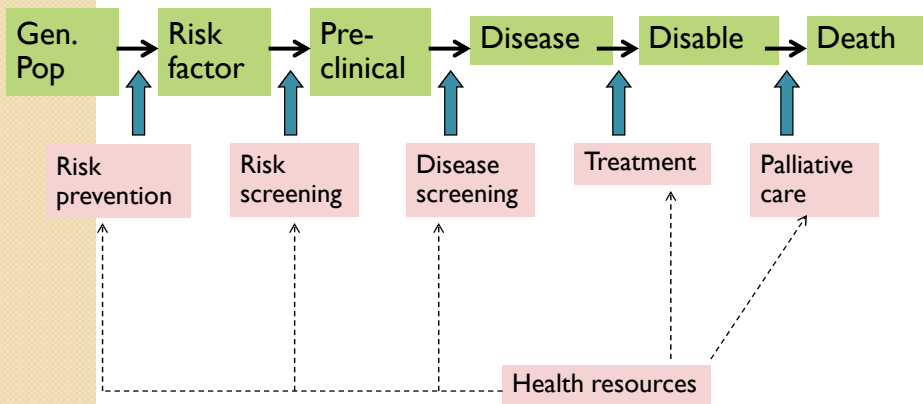 Gen.
Pop
Risk
factor
Pre-
clinical
Disease
Disable
Death
Risk
prevention
Risk
screening
Disease
screening
Treatment
Palliative
care
Health resources